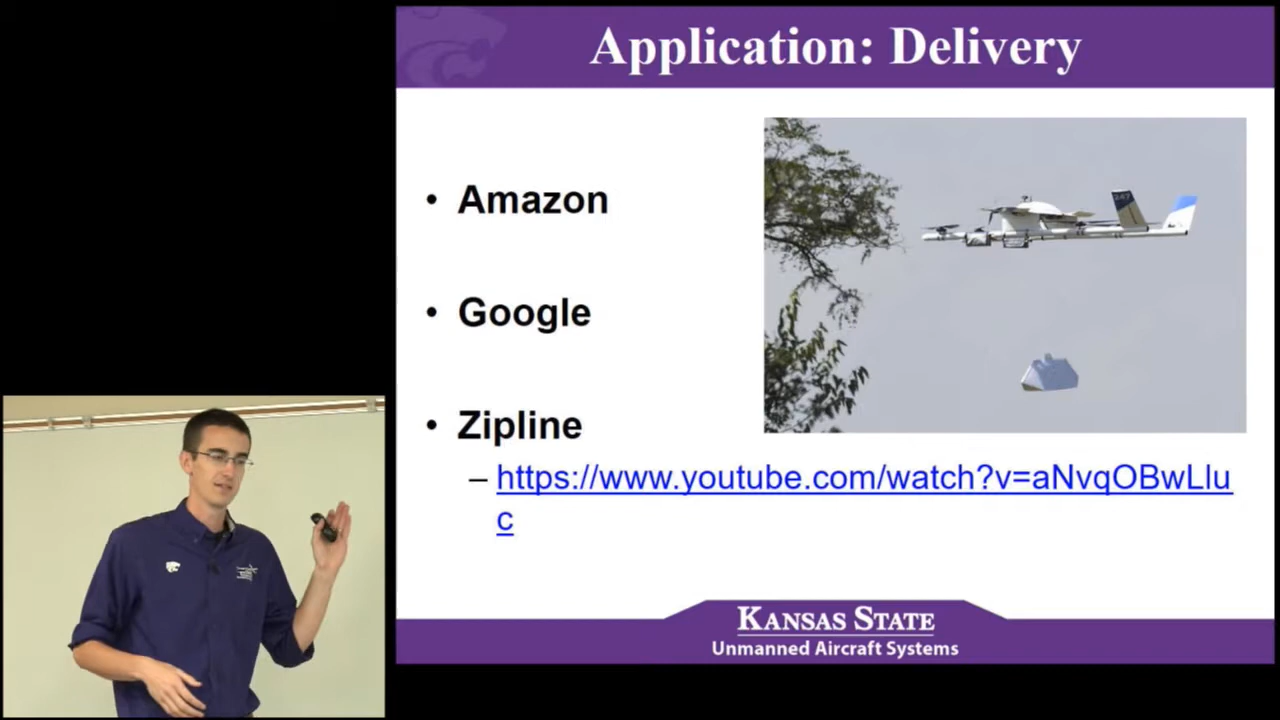 Application: Delivery
• Amazon
• Google
• Zipline
– https://www.youtube.com/watch?v=aNvqOBwLlu
c
KANSAS STATE
Unmanned Aircraft Systems